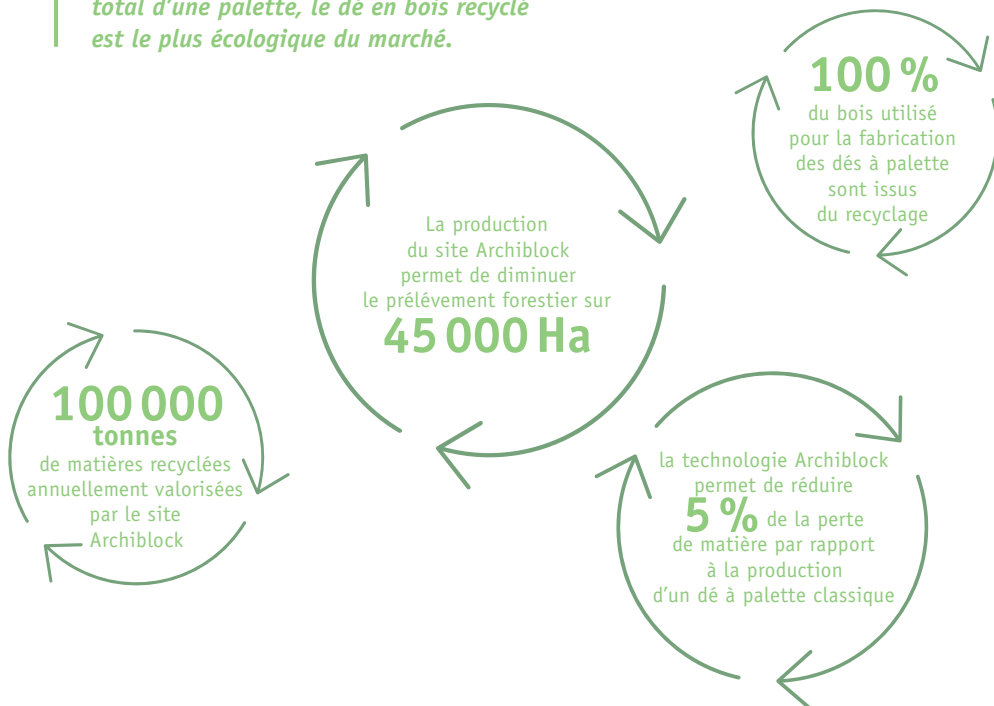 total d'une palette, le dé en bois recyclé
est le plus écologique du marché.
100 %
du bois utilisé
pour la fabrication
des dés à palette
sont issus
du recyclage
La production
du site Archiblock
permet de diminuer
le prélévement forestier sur
45 000 Ha
100 000
tonnes
de matières recyclées
annuellement valorisées
par le site
Archiblock
la technologie Archiblock
permet de réduire
5 % de la perte
de matière par rapport
à la production
d'un dé à palette classique